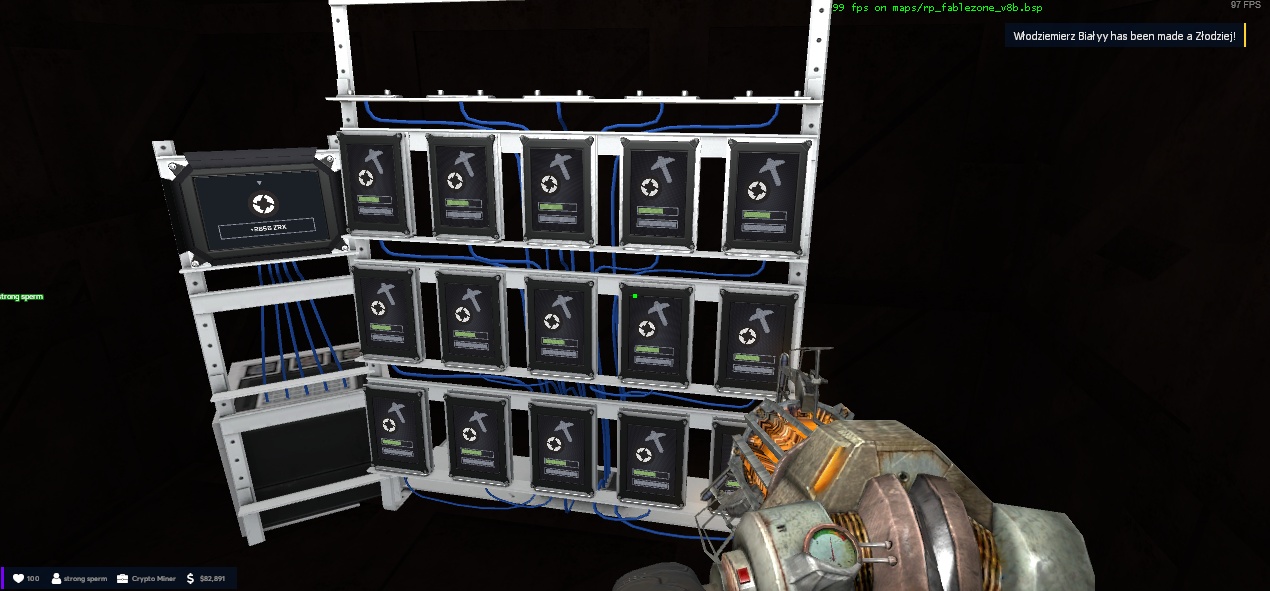 99 fps on maps/rp_fablezone_v8b.bsp
97 FPS
Włodziemierz Białyy has been made a Złodziej!
strong sperm
100
strong sperm
Crypto Miner
$82,891